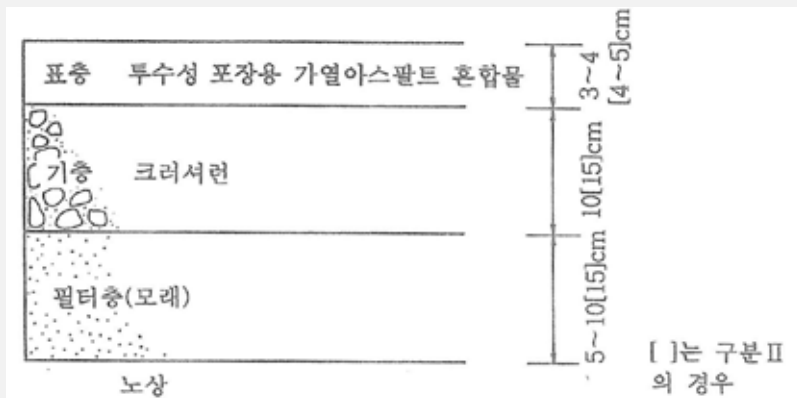 표층 투수성 포장용 가열아스팔트 혼합물
3~4
[4~5]cm
기층 크러셔런
10[15]cm
필터층(모래)
5~10[15]cm
노상
[ ]는 구분Ⅱ
의 경우